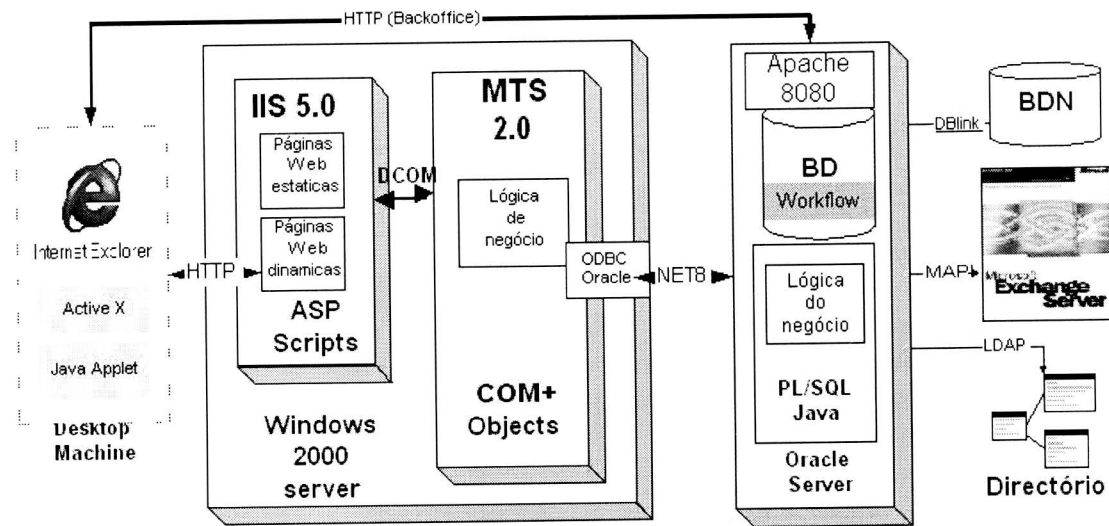 HTTP (Backoffice)
Internet Explorer
Active X
Java Applet
Desktop
Machine
HTTP
IIS 5.0
Páginas
Web
estaticas
Páginas
Web
dinamicas
ASP
Scripts
DCOM
Windows
2000
server
MTS
2.0
Lógica
de
negócio
ODBC
Oracle
COM+
Objects
NET8
Apache
8080
BD
Workflow
Lógica
do
negócio
PL/SQL
Java
Oracle
Server
DBlink
BDN
MAPI
Microsoft
Exchange
Server
LDAP
Directório